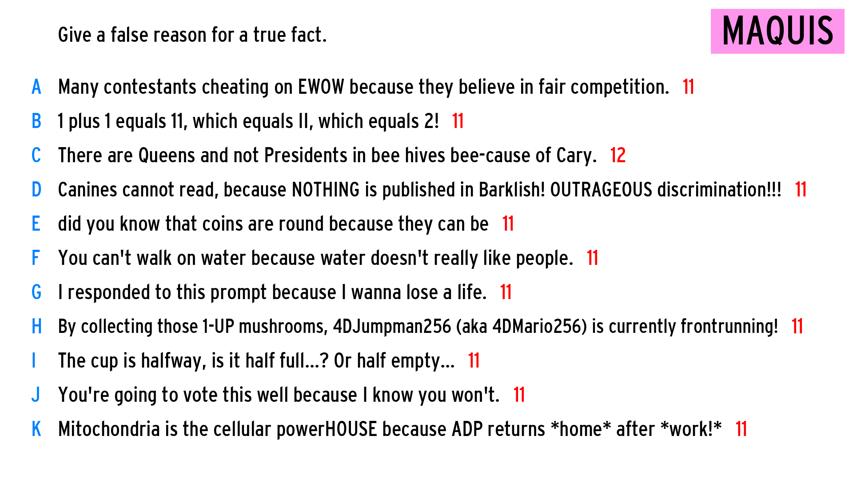 Give a false reason for a true fact.
MAQUIS
A Many contestants cheating on EWOW because they believe in fair competition. 11
B 1 plus 1 equals 11, which equals II, which equals 2! 11
C There are Queens and not Presidents in bee hives bee-cause of Cary. 12
D Canines cannot read, because NOTHING is published in Barklish! OUTRAGEOUS discrimination!!! 11
E did you know that coins are round because they can be 11
F You can't walk on water because water doesn't really like people. 11
G I responded to this prompt because I wanna lose a life. 11
H By collecting those 1-UP mushrooms, 4DJumpman256 (aka 4DMario256) is currently frontrunning! 11
I The cup is halfway, is it half full...? Or half empty... 11
J You're going to vote this well because I know you won't. 11
K Mitochondria is the cellular powerHOUSE because ADP returns *home* after *work!* 11